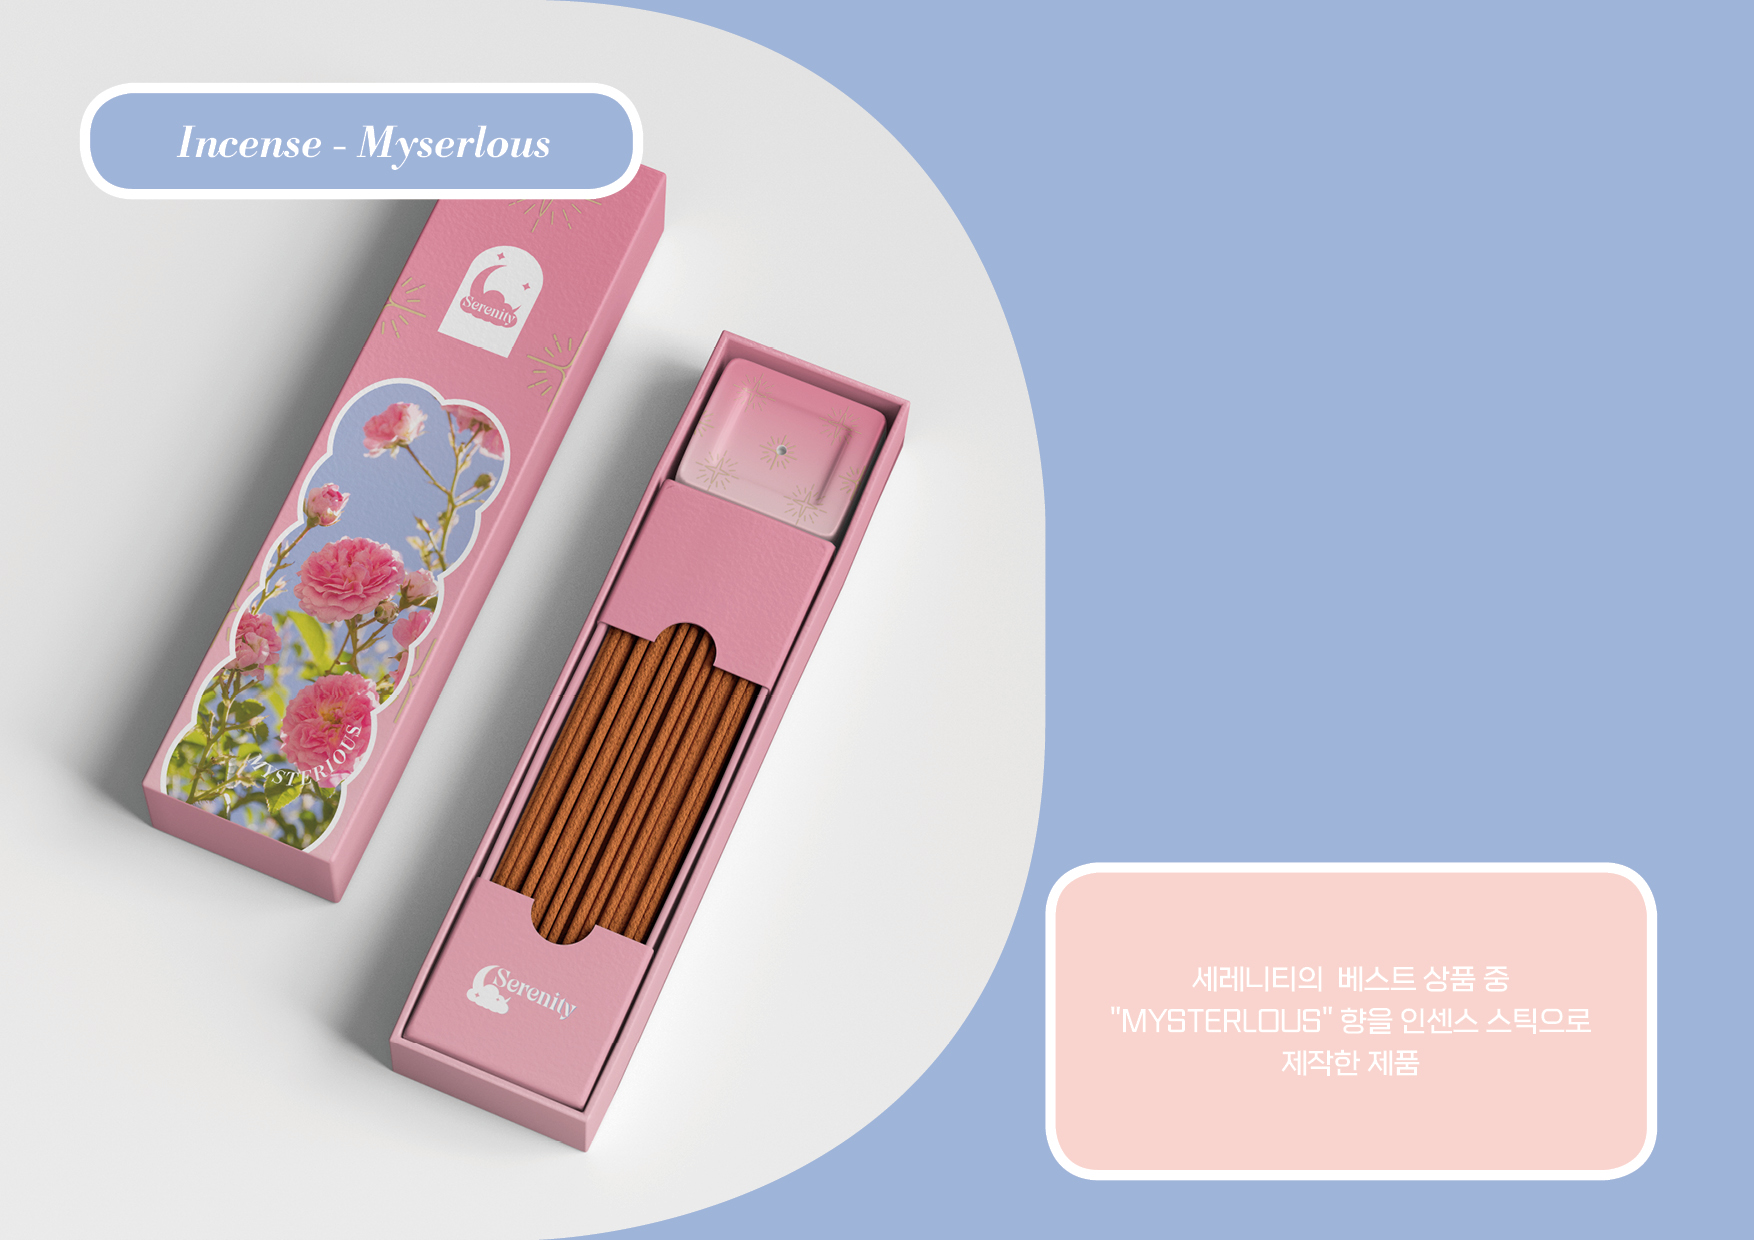 Incense - Myserlous
Serenity
MYSTERIOUS
Serenity
세레니티의 베스트 상품 중
"MYSTERLOUS" 향을 인센스 스틱으로
제작한 제품